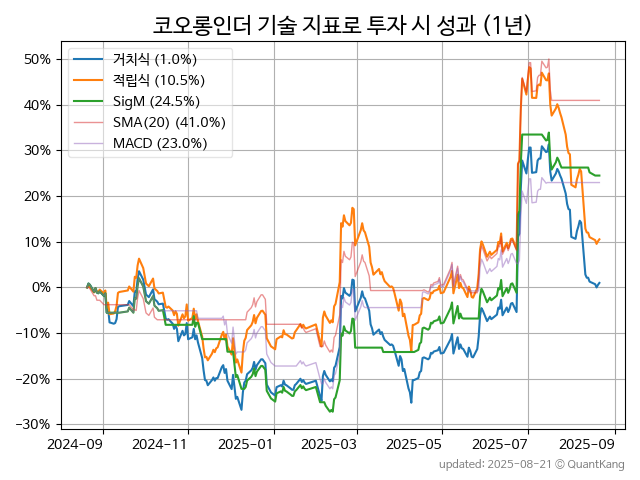 코오롱인더 기술 지표로 투자 시 성과 (1년)
거치식 (1.0%)
적립식 (10.5%)
SigM (24.5%)
SMA(20) (41.0%)
MACD (23.0%)
50%
40%
30%
20%
10%
0%
−10%
−20%
−30%
2024-09
2024-11
2025-01
2025-03
2025-05
2025-07
2025-09
updated: 2025-08-21 © QuantKang